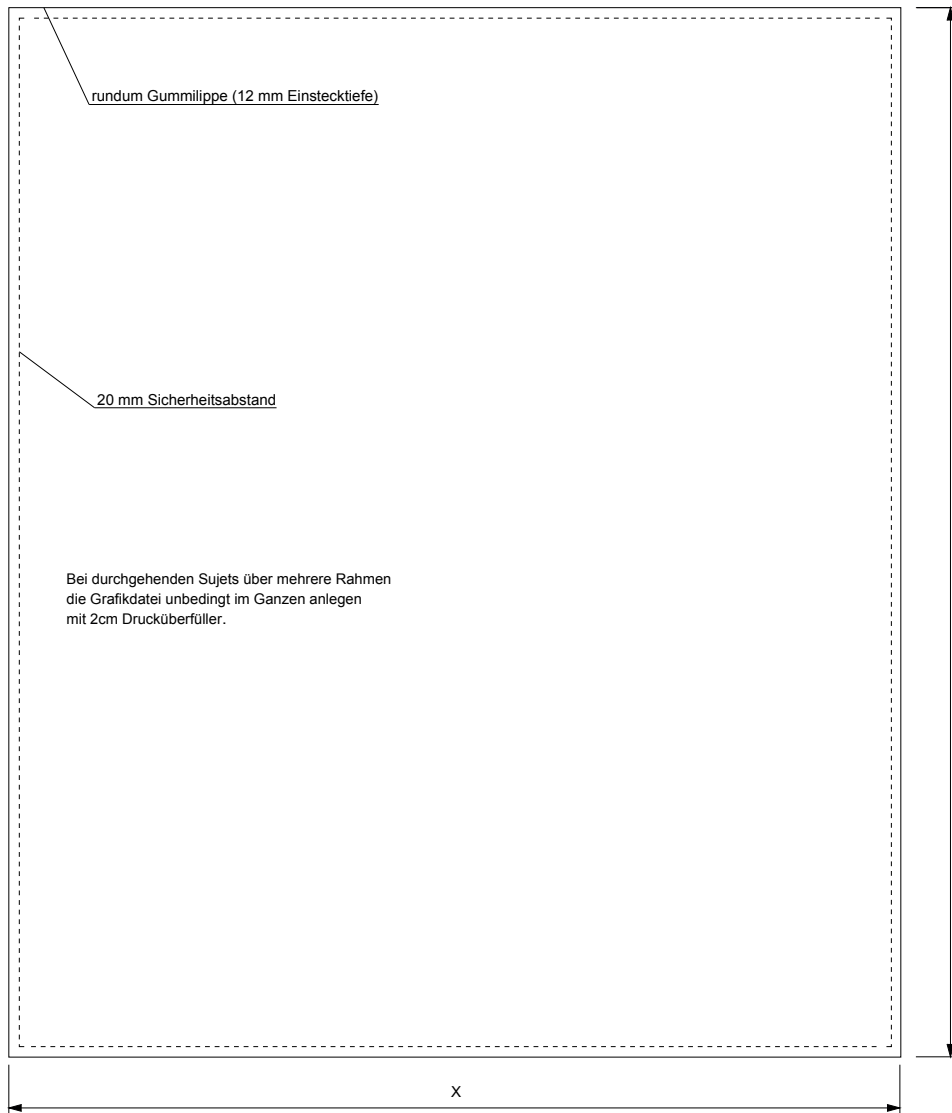 rundum Gummilippe (12 mm Einstecktiefe)
20 mm Sicherheitsabstand
Bei durchgehenden Sujets über mehrere Rahmen
die Grafikdatei unbedingt im Ganzen anlegen
mit 2cm Drucküberfüller.
X